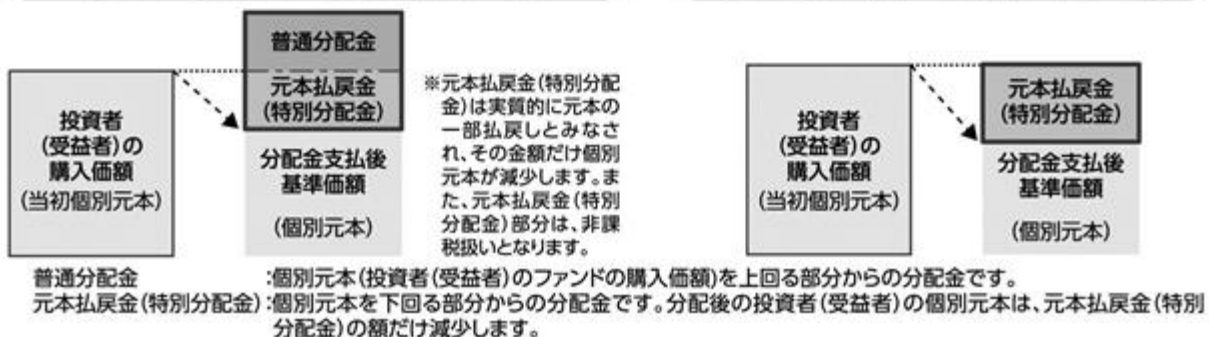 投資者
(受益者)の
購入価額
(当初個別元本)
普通分配金
元本払戻金
(特別分配金)
分配金支払後
基準価額
(個別元本)
※元本払戻金(特別分配
金)は実質的に元本の
一部払戻しとみなさ
れ、その金額だけ個別
元本が減少します。ま
た、元本払戻金(特別
分配金)部分は、非課
税扱いとなります。
投資者
(受益者)の
購入価額
(当初個別元本)
元本払戻金
(特別分配金)
分配金支払後
基準価額
(個別元本)
普通分配金 :個別元本(投資者(受益者)のファンドの購入価額)を上回る部分からの分配金です。
元本払戻金(特別分配金):個別元本を下回る部分からの分配金です。分配後の投資者(受益者)の個別元本は、元本払戻金(特別
分配金)の額だけ減少します。